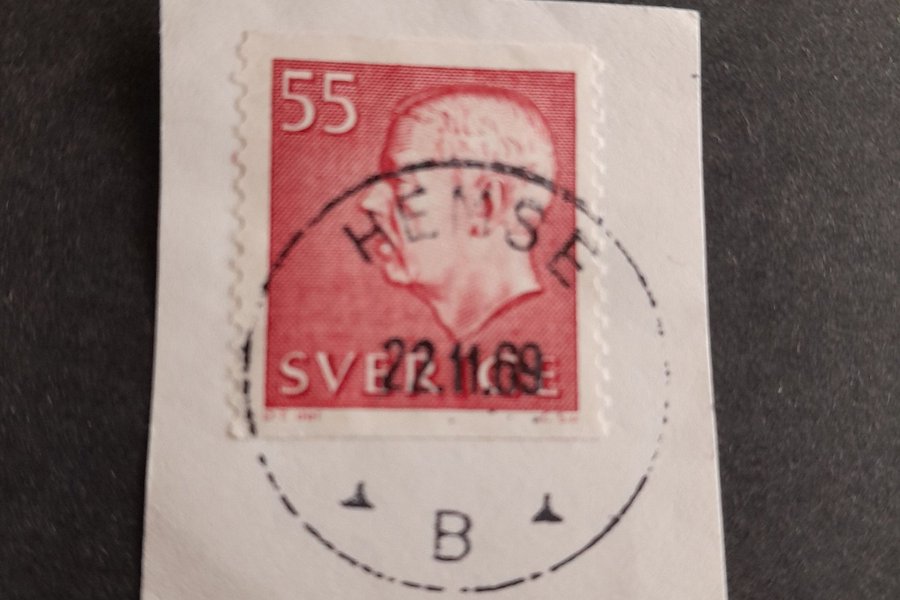 55
HEMSE
SVERIGE
22.11.69
B